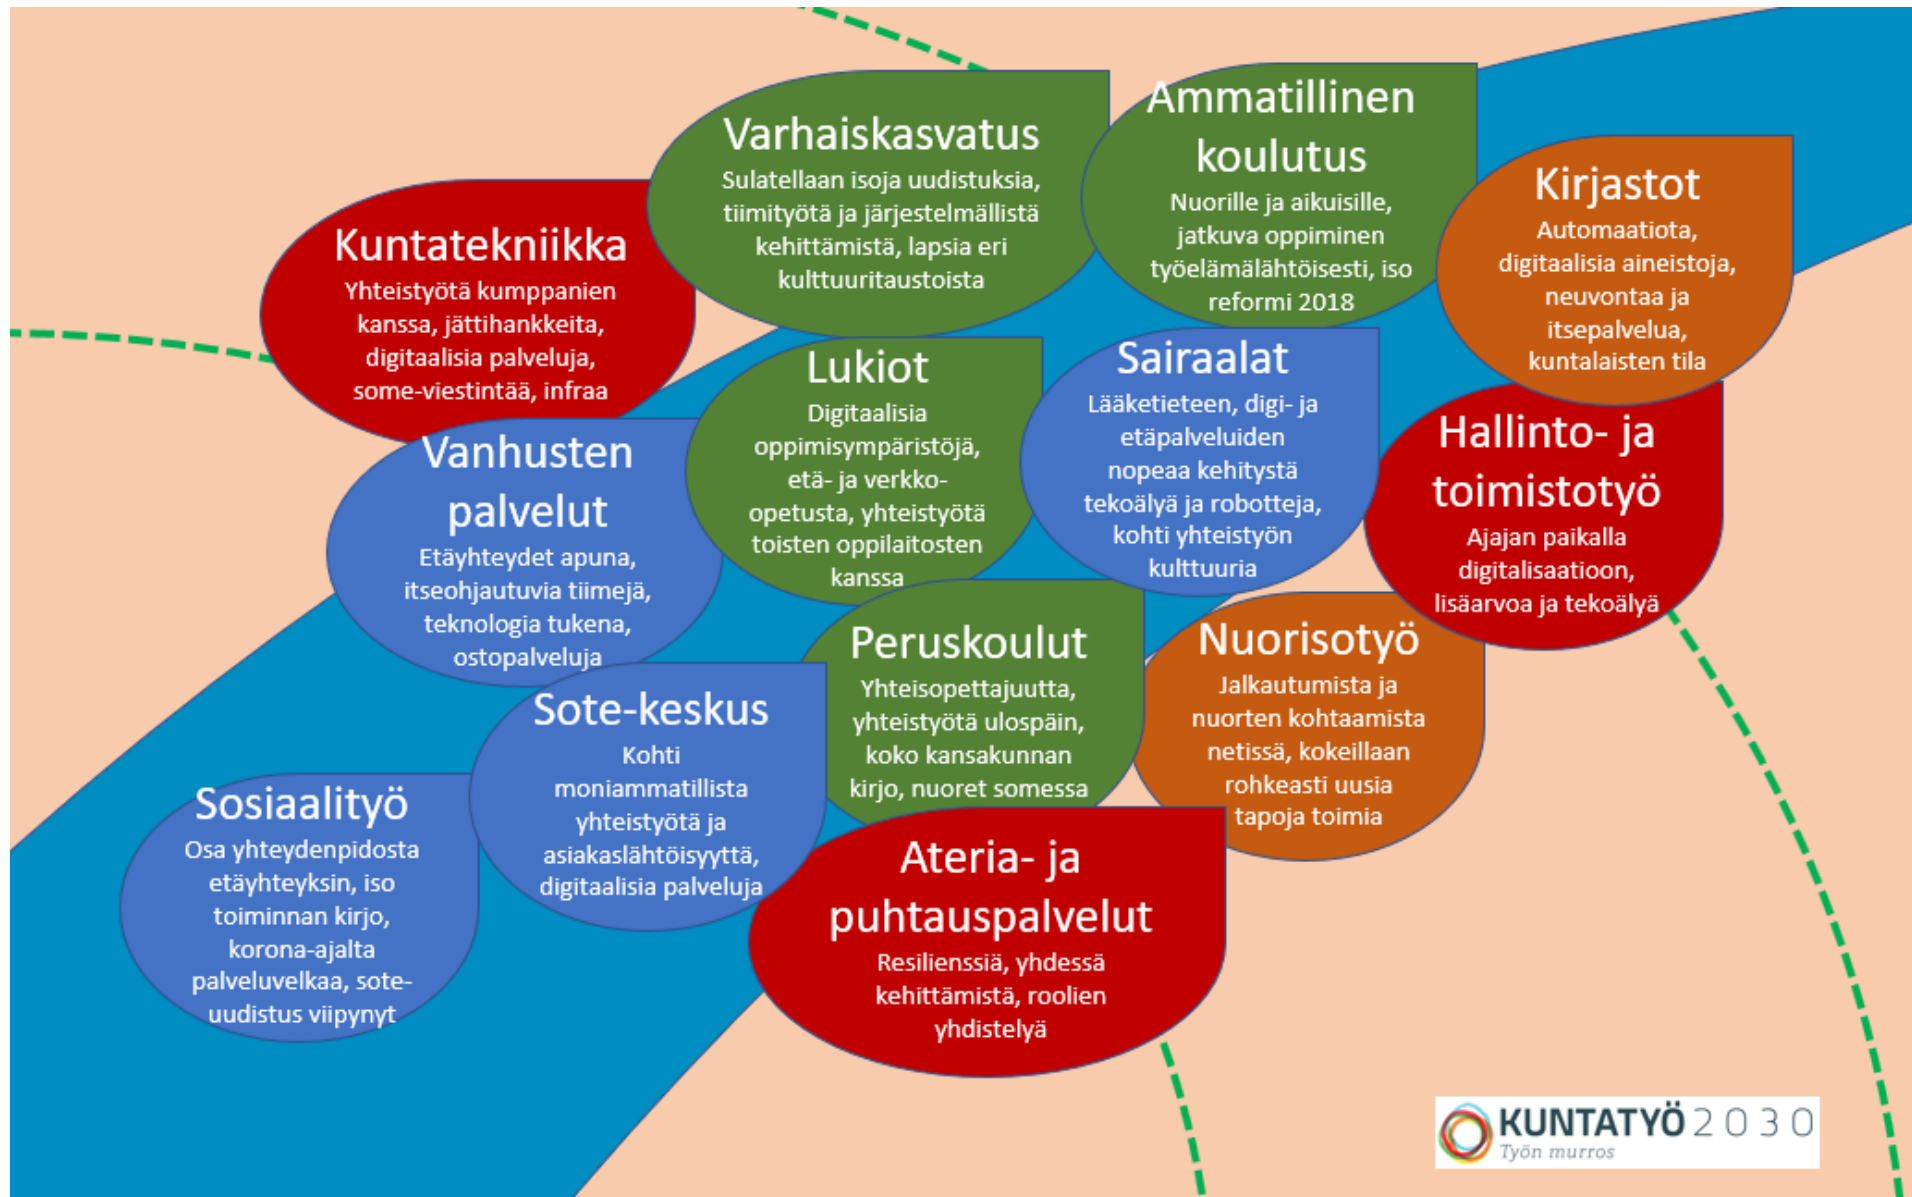 Varhaiskasvatus
Sulatellaan isoja uudistuksia,
tiimityötä ja järjestelmällistä
kehittämistä, lapsia eri
kulttuuritaustoista
Ammatillinen
koulutus
Nuorille ja aikuisille,
jatkuva oppiminen
työelämälähtöisesti, iso
reformi 2018
Kirjastot
Automaatiota,
digitaalisia aineistoja,
neuvontaa ja
itsepalvelua,
kuntalaisten tila
Kuntatekniikka
Yhteistyötä kumppanien
kanssa, jättihankkeita,
digitaalisia palveluja,
some-viestintää, infraa
Lukiot
Digitaalisia
oppimisympäristöjä,
etä- ja verkko-
opetusta, yhteistyötä
toisten oppilaitosten
kanssa
Sairaalat
Lääketieteen, digi- ja
etäpalveluiden
nopeaa kehitystä
tekoälyä ja robotteja,
kohti yhteistyön
kulttuuria
Hallinto- ja
toimistotyö
Ajajan paikalla
digitalisaatioon,
lisäarvoa ja tekoälyä
Vanhusten
palvelut
Etäyhteydet apuna,
itseohjautuvia tiimejä,
teknologia tukena,
ostopalveluja
Peruskoulut
Yhteisopettajuutta,
yhteistyötä ulospäin,
koko kansakunnan
kirjo, nuoret somessa
Nuorisotyö
Jalkautumista ja
nuorten kohtaamista
netissä, kokeillaan
rohkeasti uusia
tapoja toimia
Sote-keskus
Kohti
moniammatillista
yhteistyötä ja
asiakaslähtöisyyttä,
digitaalisia palveluja
Sosiaalityö
Osa yhteydenpidosta
etäyhteyksin, iso
toiminnan kirjo,
korona-ajalta
palveluvelkaa, sote-
uudistus viipynyt
Ateria- ja
puhtauspalvelut
Resilienssiä, yhdessä
kehittämistä, roolien
yhdistelyä
KUNTATYÖ 2030
Työn murros